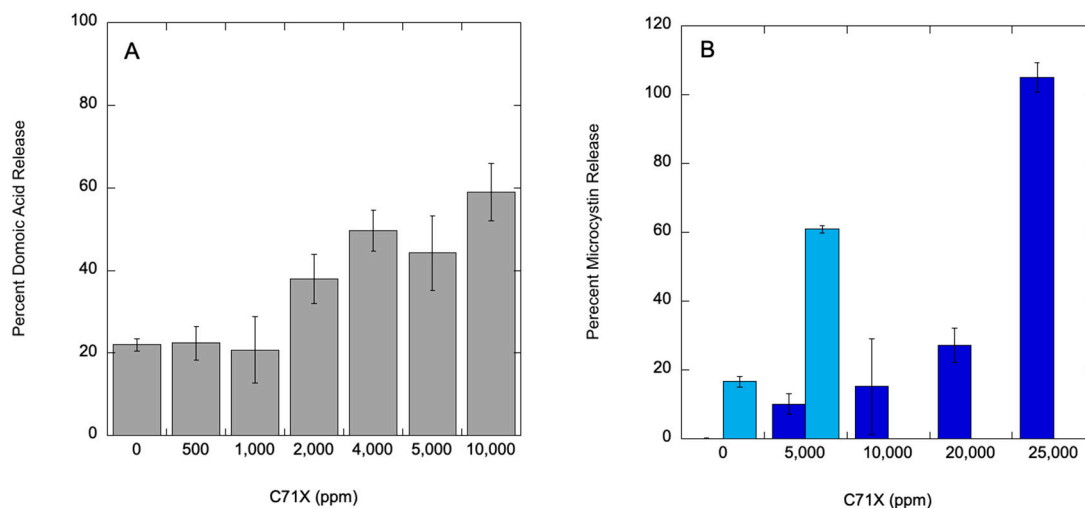 A
100
80
60
40
20
0
Percent Domoic Acid Release
0 500 1,000 2,000 4,000 5,000 10,000
C71X (ppm)
B
120
100
80
60
40
20
0
Perecent Microcystin Release
0 5,000 10,000 20,000 25,000
C71X (ppm)